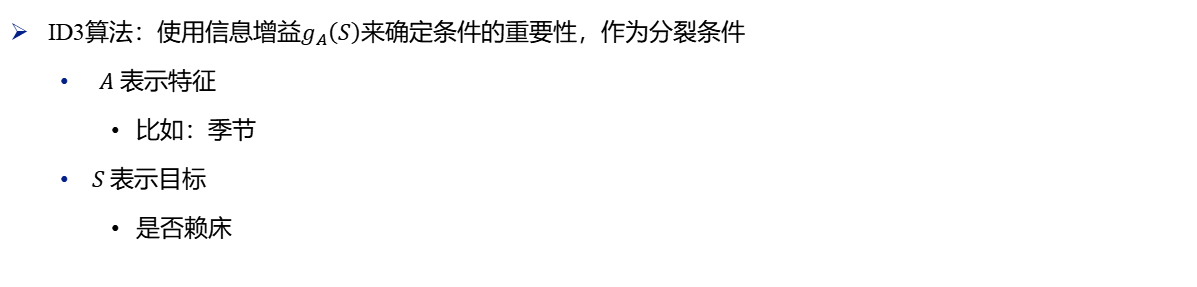 ➢ ID3算法：使用信息增益g_A(S)来确定条件的重要性，作为分裂条件
• A 表示特征
• 比如：季节
• S 表示目标
• 是否赖床